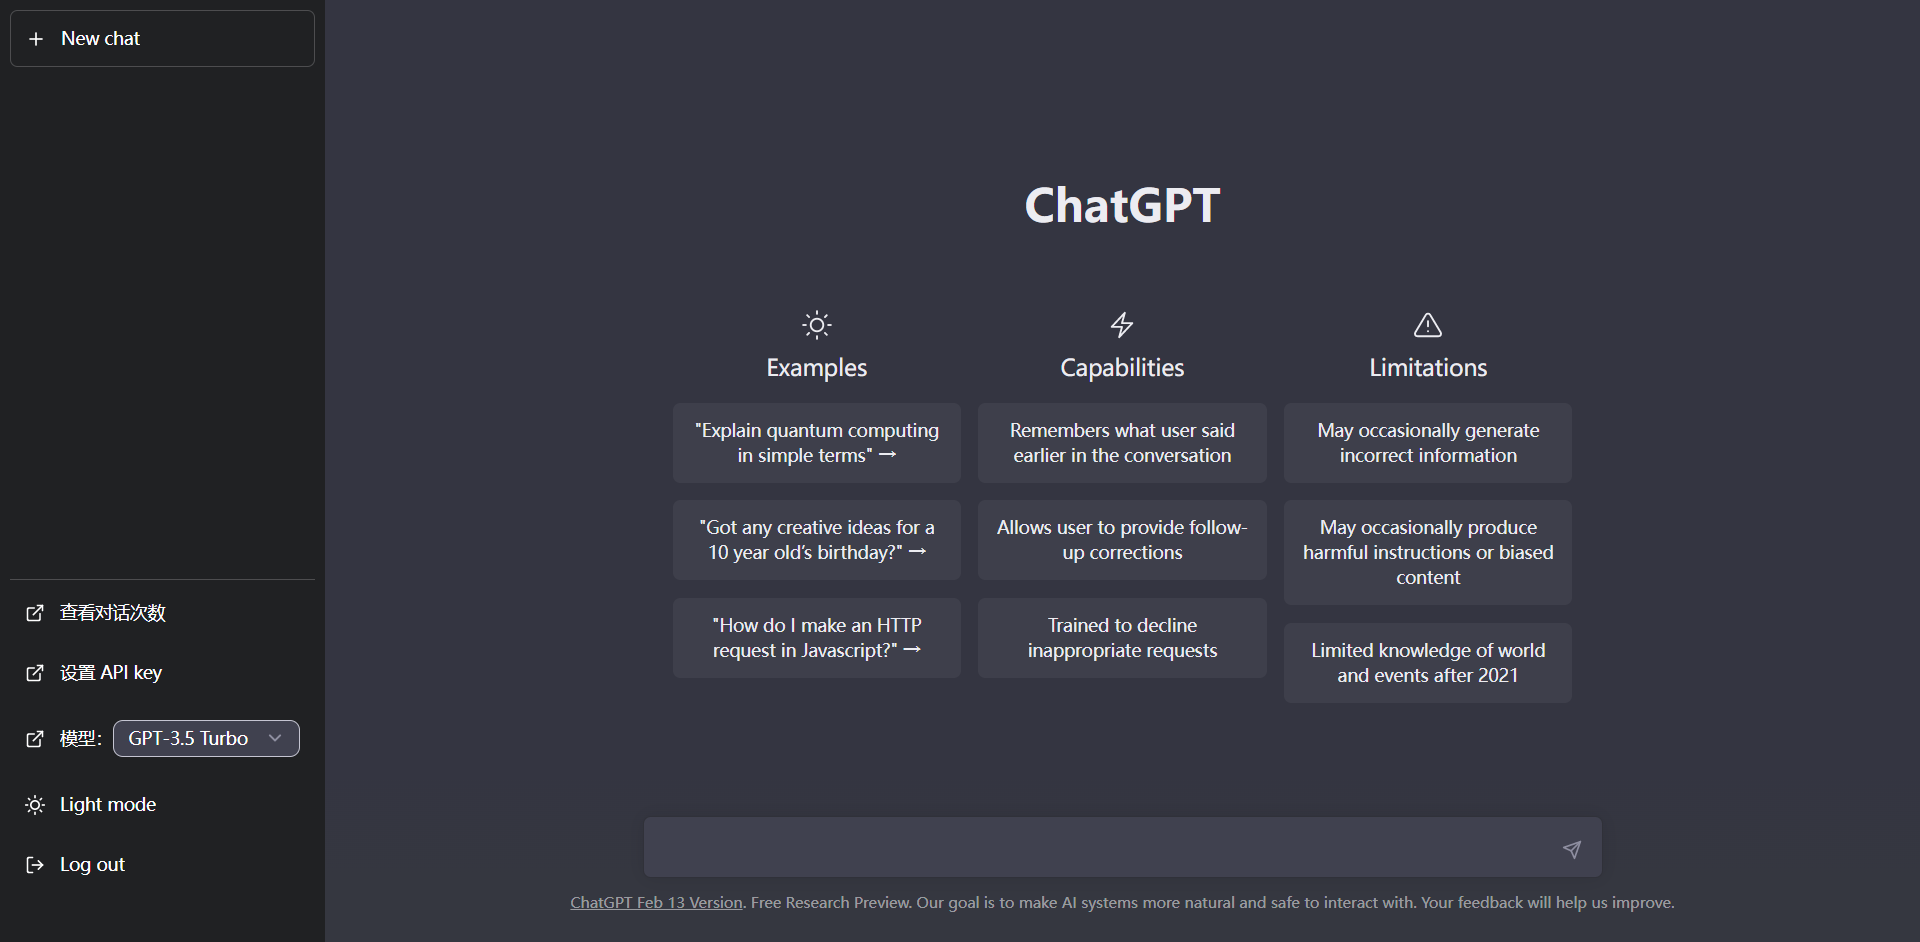 New chat
查看对话次数
设置 API key
模型:
GPT-3.5 Turbo
Light mode
Log out
ChatGPT
Examples
"Explain quantum computing
in simple terms" →
"Got any creative ideas for a
10 year old’s birthday?" →
"How do I make an HTTP
request in Javascript?" →
Capabilities
Remembers what user said
earlier in the conversation
Allows user to provide follow-
up corrections
Trained to decline
inappropriate requests
Limitations
May occasionally generate
incorrect information
May occasionally produce
harmful instructions or biased
content
Limited knowledge of world
and events after 2021
ChatGPT Feb 13 Version. Free Research Preview. Our goal is to make AI systems more natural and safe to interact with. Your feedback will help us improve.